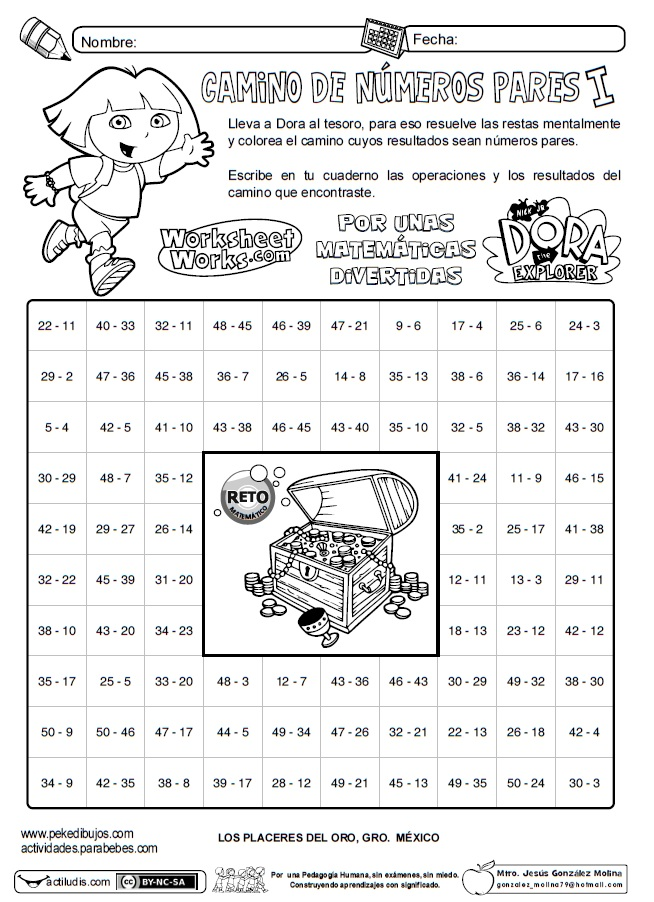 Nombre:
Fecha:
CAMINO DE NÚMEROS PARES I
Lleva a Dora al tesoro, para eso resuelve las restas mentalmente
y colorea el camino cuyos resultados sean números pares.
Escribe en tu cuaderno las operaciones y los resultados del
camino que encontraste.
Worksheet
Works.com
POR UNAS
MATEMÁTICAS
DIVERTIDAS
NICK JR
DORA
the
EXPLORER
22 - 11 40 - 33 32 - 11 48 - 45 46 - 39 47 - 21 9 - 6 17 - 4 25 - 6 24 - 3
29 - 2 47 - 36 45 - 38 36 - 7 26 - 5 14 - 8 35 - 13 38 - 6 36 - 14 17 - 16
5 - 4 42 - 5 41 - 10 43 - 38 46 - 45 43 - 40 35 - 10 32 - 5 38 - 32 43 - 30
30 - 29 48 - 7 35 - 12 41 - 24 11 - 9 46 - 15
RETO
MATEMÁTICO
42 - 19 29 - 27 26 - 14 35 - 2 25 - 17 41 - 38
32 - 22 45 - 39 31 - 20 12 - 11 13 - 3 29 - 11
38 - 10 43 - 20 34 - 23 18 - 13 23 - 12 42 - 12
35 - 17 25 - 5 33 - 20 48 - 3 12 - 7 43 - 36 46 - 43 30 - 29 49 - 32 38 - 30
50 - 9 50 - 46 47 - 17 44 - 5 49 - 34 47 - 26 32 - 21 22 - 13 26 - 18 42 - 4
34 - 9 42 - 35 38 - 8 39 - 17 28 - 12 49 - 21 45 - 13 49 - 35 50 - 24 30 - 3
www.pekedibujos.com
actividades.parabebes.com
LOS PLACERES DEL ORO, GRO. MÉXICO
actiludis.com
cc BY-NC-SA
Por una Pedagogía Humana, sin exámenes, sin miedo.
Construyendo aprendizajes con significado.
Mtro. Jesús González Molina
gonzalez_molina79@hotmail.com